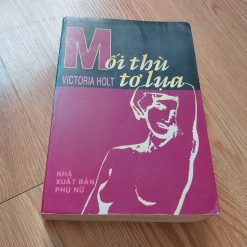 Mối thù
VICTORIA HOLT tơ lụa
NHÀ
XUẤT BẢN
PHỤ NỮ